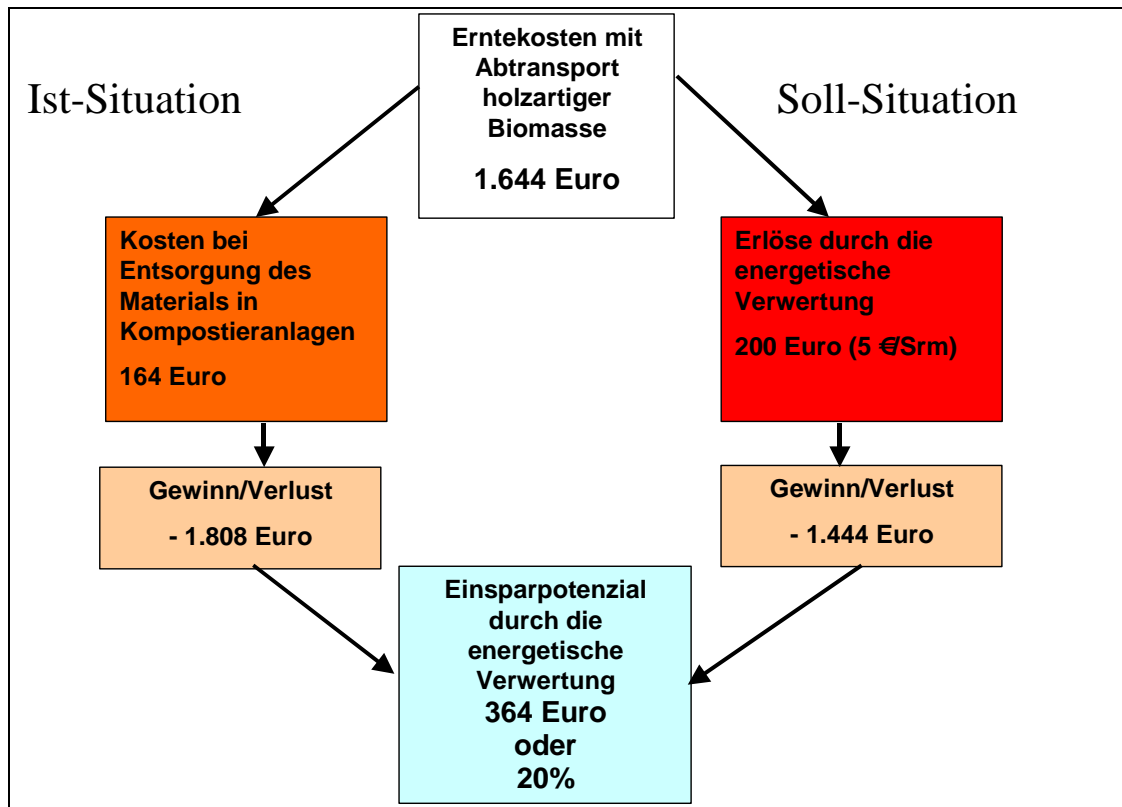 Erntekosten mit
Abtransport
holzartiger
Biomasse
1.644 Euro
Ist-Situation
Soll-Situation
Kosten bei
Entsorgung des
Materials in
Kompostieranlagen
164 Euro
Erlöse durch die
energetische
Verwertung
200 Euro (5 €/Srm)
Gewinn/Verlust
- 1.808 Euro
Gewinn/Verlust
- 1.444 Euro
Einsparpotenzial
durch die
energetische
Verwertung
364 Euro
oder
20%